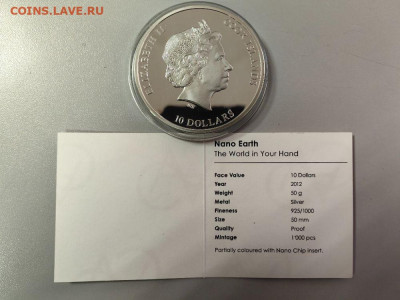 COINS.LAVE.RU
ELIZABETH II COOK ISLANDS
10 DOLLARS
Nano Earth
The World in Your Hand
Face Value 10 Dollars
Year 2012
Weight 50 g
Metal Silver
Fineness 925/1000
Size 50 mm
Quality Proof
Mintage 1'000 pcs
Partially coloured with Nano Chip Insert.